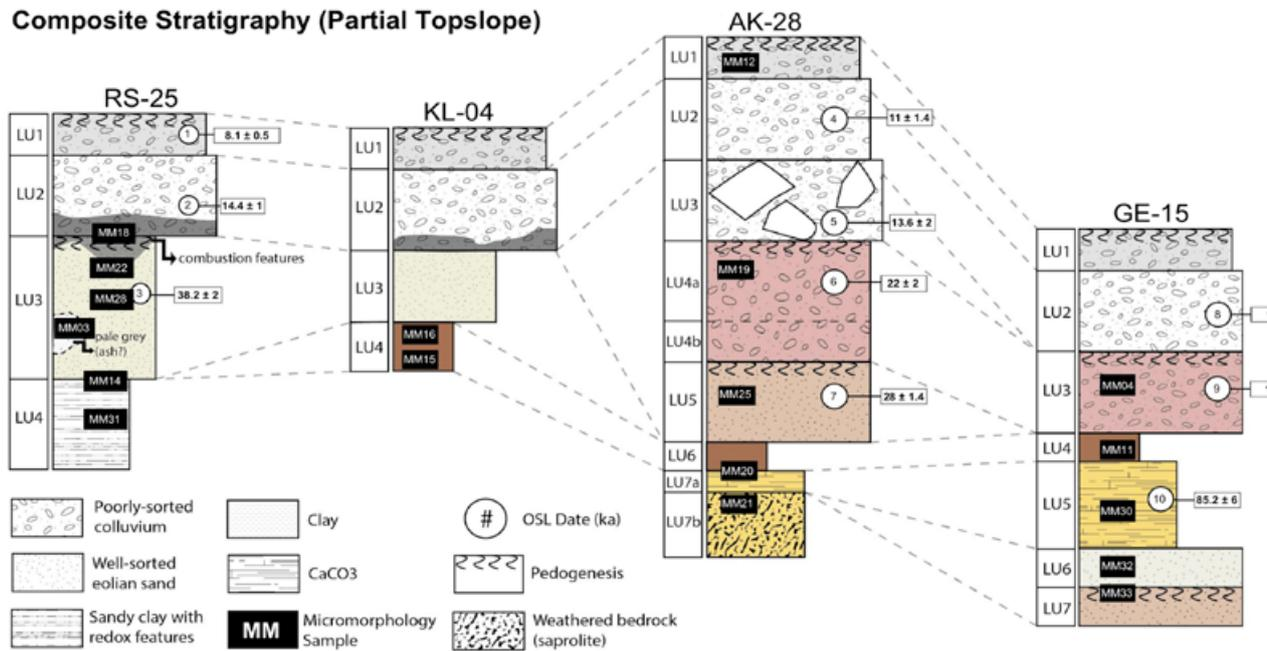 Composite Stratigraphy (Partial Topslope)
RS-25
LU1
1
8.1 ± 0.5
LU2
2
14.4 ± 1
MM18
combustion features
LU3
MM22
MM28
3
38.2 ± 2
MM03
pale grey
(ash?)
MM14
LU4
MM31
KL-04
LU1
LU2
LU3
LU4
MM16
MM15
AK-28
LU1
MM12
LU2
4
11 ± 1.4
LU3
5
13.6 ± 2
LU4a
MM19
6
22 ± 2
LU4b
LU5
MM25
7
28 ± 1.4
LU6
MM20
LU7a
MM21
LU7b
GE-15
LU1
LU2
8
LU3
MM04
9
LU4
MM11
LU5
10
85.2 ± 6
MM30
LU6
MM32
MM33
LU7
Poorly-sorted
colluvium
Well-sorted
eolian sand
Sandy clay with
redox features
Clay
CaCO3
MM
Micromorphology
Sample
#
OSL Date (ka)
Pedogenesis
Weathered bedrock
(saprolite)